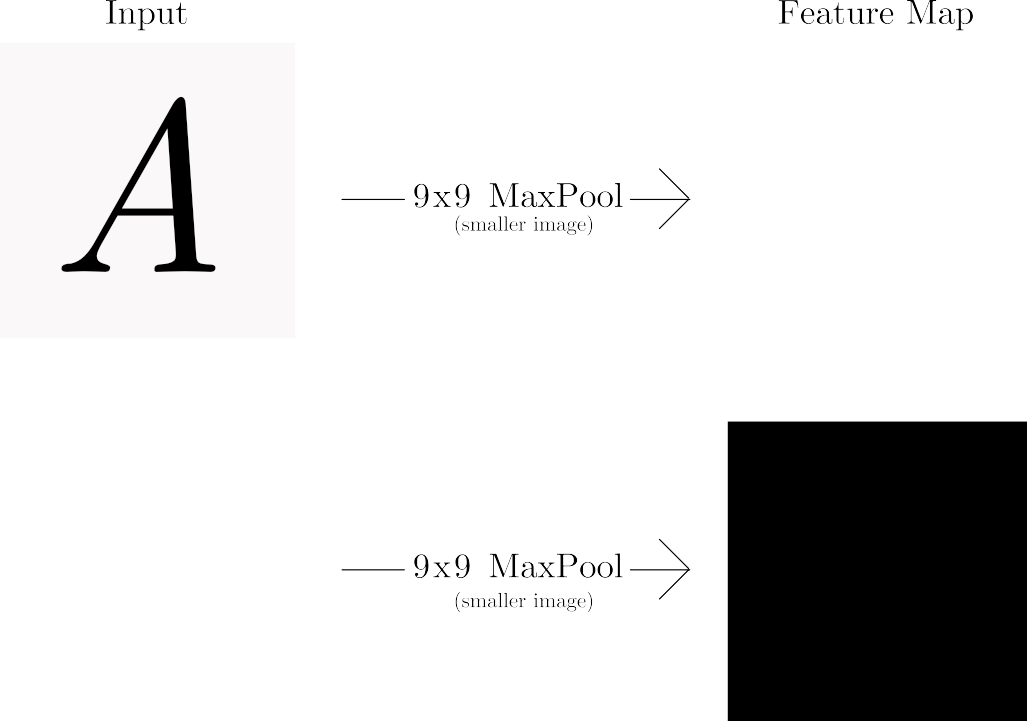 Input
Feature Map
A
9x9 MaxPool
(smaller image)
9x9 MaxPool
(smaller image)